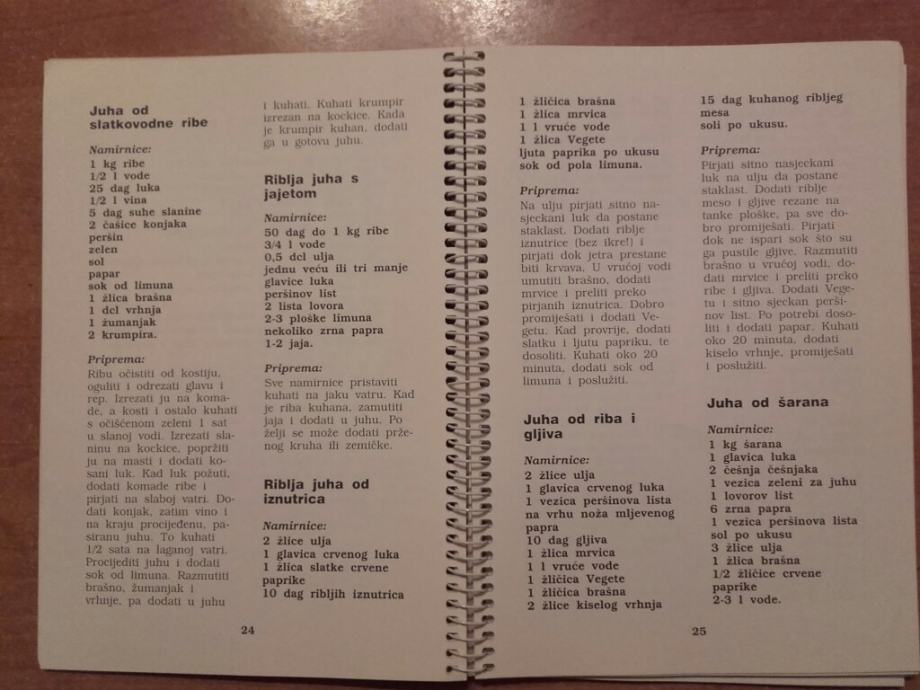 Juha od
slatkovodne ribe
Namirnice:
1 kg ribe
1/2 l vode
25 dag luka
1/2 l vina
5 dag suhe slanine
2 čašice konjaka
peršin
zelen
sol
papar
sok od limuna
1 žlica brašna
1 dcl vrhnja
1 žumanjak
2 krumpira.
Priprema:
Ribu očistiti od kostiju,
oguliti i odrezati glavu i
rep. Izrezati ju na koma-
de, a kosti i ostalo kuhati
s očišćenom zeleni 1 sat
u slanoj vodi. Izrezati sla-
ninu na kockice, popržiti
ju na masti i dodati ko-
sani luk. Kad luk požuti,
dodati komade ribe i
pirjati na slaboj vatri. Do-
dati konjak, zatim vino i
na kraju procijeđenu, pa-
siranu juhu. To kuhati
1/2 sata na laganoj vatri.
Procijediti juhu i dodati
sok od limuna. Razmutiti
brašno, žumanjak i
vrhnje, pa dodati u juhu
i kuhati. Kuhati krumpir
izrezan na kockice. Kada
je krumpir kuhan, dodati
ga u gotovu juhu.
Riblja juha s
jajetom
Namirnice:
50 dag do 1 kg ribe
3/4 l vode
0,5 dcl ulja
jednu veću ili tri manje
glavice luka
peršinov list
2 lista lovora
2-3 ploške limuna
nekoliko zrna papra
1-2 jaja.
Priprema:
Sve namirnice pristaviti
kuhati na jaku vatru. Kad
je riba kuhana, zamutiti
jaja i dodati u juhu. Po
želji se može dodati prže-
nog kruha ili zemičke.
Riblja juha od
iznutrica
Namirnice:
2 žlice ulja
1 glavica crvenog luka
1 žlica slatke crvene
paprike
10 dag ribljih iznutrica
24
1 žličica brašna
1 žlica mrvica
1 l vruće vode
1 žlica Vegete
ljuta paprika po ukusu
sok od pola limuna.
Priprema:
Na ulju pirjati sitno na-
sjeckani luk da postane
staklast. Dodati riblje
iznutrice (bez ikre!) i
pirjati dok jetra prestane
biti krvava. U vrućoj vodi
umutiti brašno, dodati
mrvice i preliti preko
pirjanih iznutrica. Dobro
promiješati i dodati Ve-
getu. Kad provrije, dodati
slatku i ljutu papriku, te
dosoliti. Kuhati oko 20
minuta, dodati sok od
limuna i poslužiti.
Juha od riba i
gljiva
Namirnice:
2 žlice ulja
1 glavica crvenog luka
1 vezica peršinova lista
na vrhu noža mljevenog
papra
10 dag gljiva
1 žlica mrvica
1 l vruće vode
1 žličica Vegete
1 žličica brašna
2 žlice kiselog vrhnja
15 dag kuhanog ribljeg
mesa
soli po ukusu.
Priprema:
Pirjati sitno nasjeckani
luk na ulju da postane
staklast. Dodati riblje
meso i gljive rezane na
tanke ploške, pa sve do-
bro promiješati. Pirjati
dok ne ispari sok što su
ga pustile gljive. Razmutiti
brašno u vrućoj vodi, do-
dati mrvice i preliti preko
ribe i gljiva. Dodati Vege-
tu i sitno sjeckan perši-
nov list. Po potrebi doso-
liti i dodati papar. Kuhati
oko 20 minuta, dodati
kiselo vrhnje, promiješati
i poslužiti.
Juha od šarana
Namirnice:
1 kg šarana
1 glavica luka
2 češnja češnjaka
1 vezica zeleni za juhu
1 lovorov list
6 zrna papra
1 vezica peršinova lista
sol po ukusu
3 žlice ulja
1 žlica brašna
1/2 žličice crvene
paprike
2-3 l vode.
25